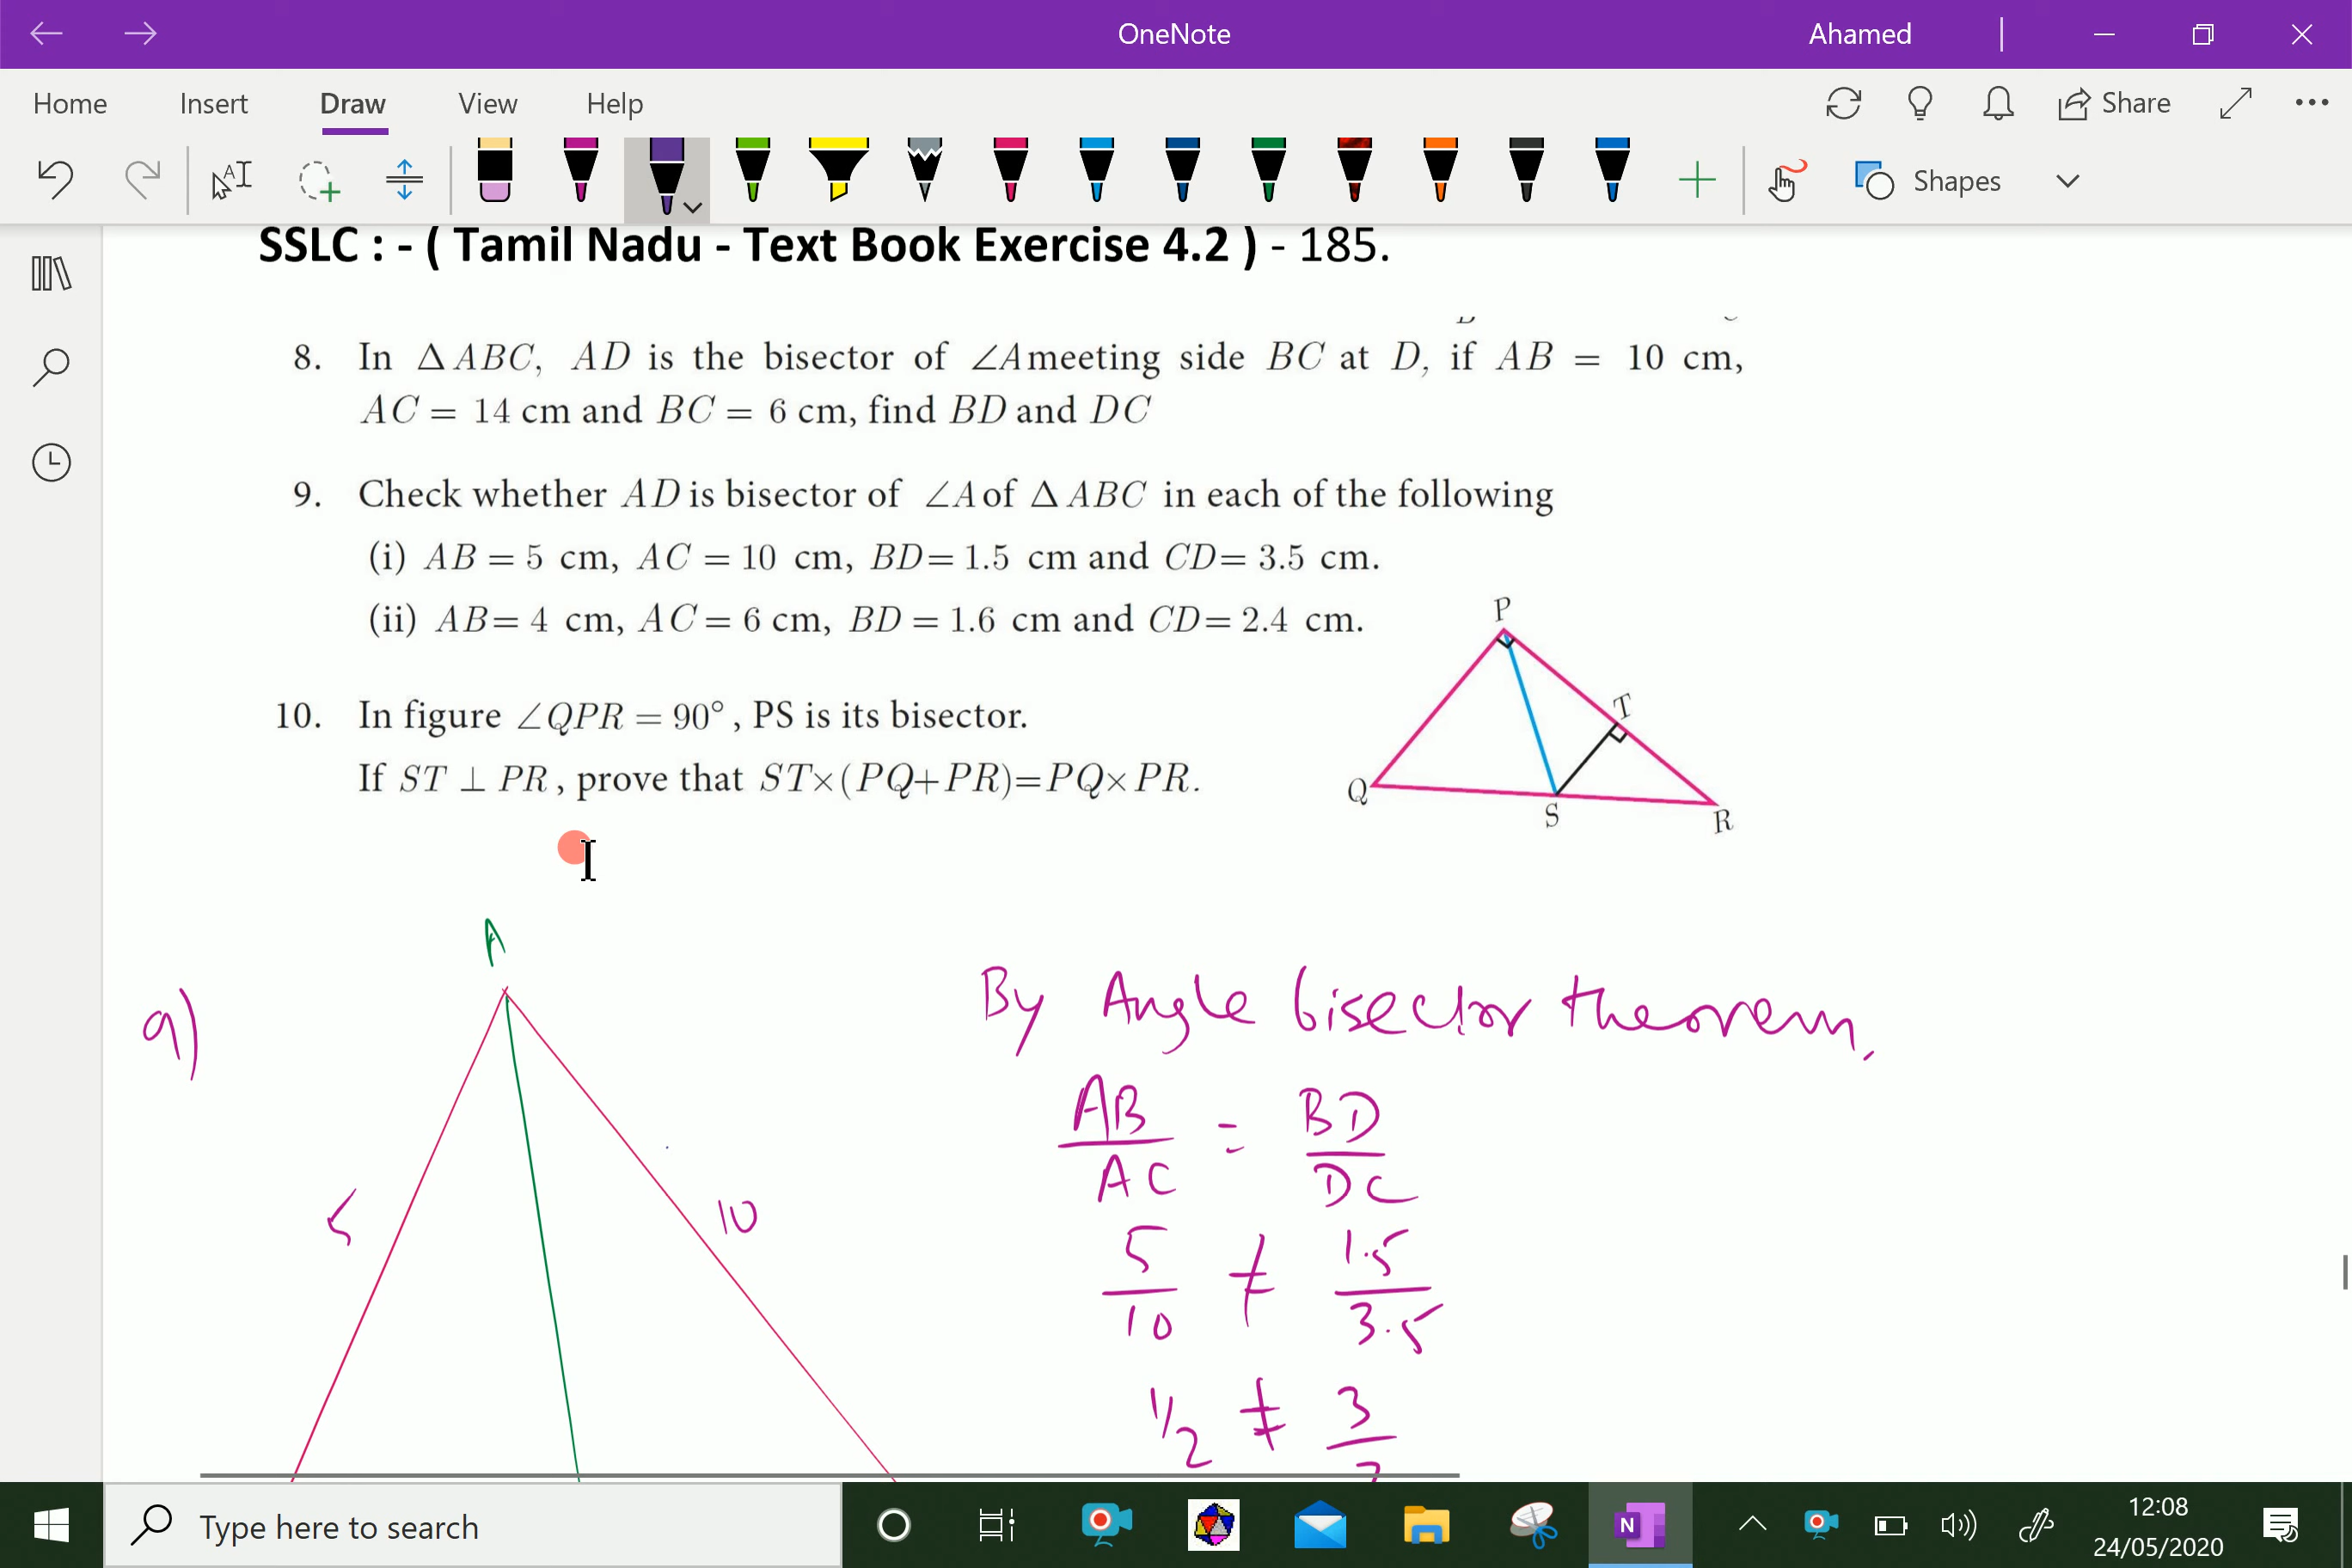 OneNote
Ahamed
Home Insert Draw View Help
Share
Shapes
SSLC : - ( Tamil Nadu - Text Book Exercise 4.2 ) - 185.
8. In Δ ABC, AD is the bisector of ∠A meeting side BC at D, if AB = 10 cm,
AC = 14 cm and BC = 6 cm, find BD and DC
9. Check whether AD is bisector of ∠A of Δ ABC in each of the following
(i) AB = 5 cm, AC = 10 cm, BD= 1.5 cm and CD= 3.5 cm.
(ii) AB= 4 cm, AC= 6 cm, BD = 1.6 cm and CD= 2.4 cm.
10. In figure ∠QPR = 90°, PS is its bisector.
If ST ⊥ PR, prove that ST×(PQ+PR)=PQ×PR.
P
T
Q
S
R
A
9)
5
10
By Angle bisector theorem,
AB/AC = BD/DC
5/10 ≠ 1.5/3.5
1/2 ≠ 3/
Type here to search
N
12:08
24/05/2020